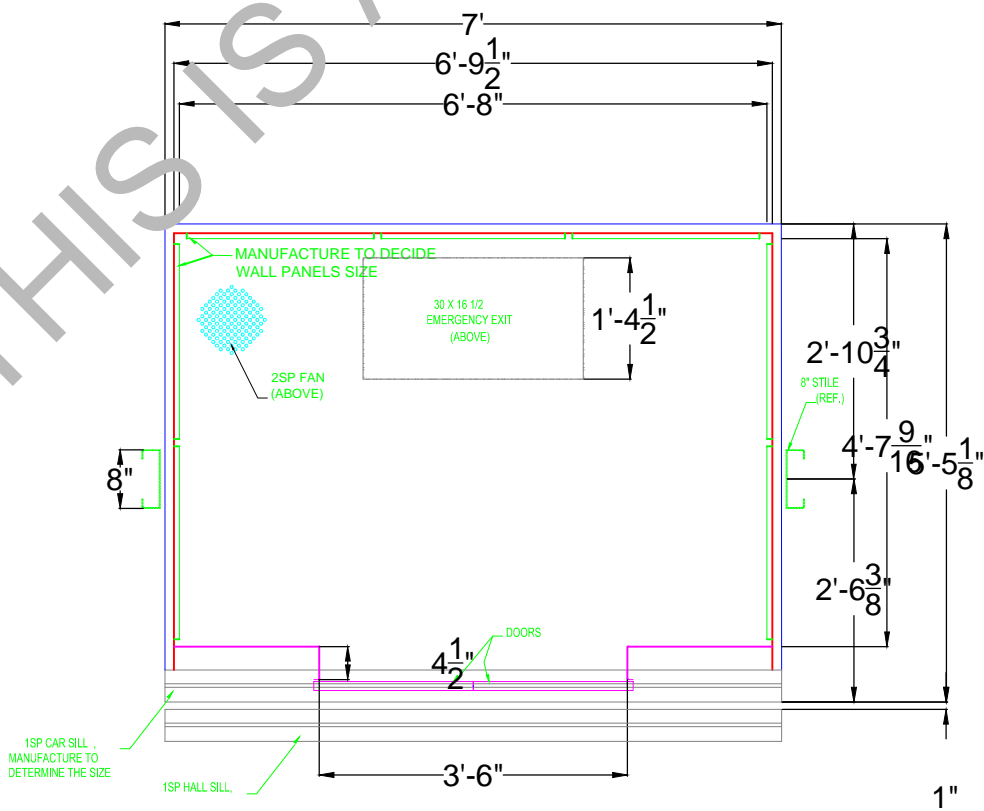 THIS IS A
7'
6'-9 1/2"
6'-8"
MANUFACTURE TO DECIDE
WALL PANELS SIZE
30 X 16 1/2
EMERGENCY EXIT
(ABOVE)
1'-4 1/2"
2'-10 3/4"
2SP FAN
(ABOVE)
8" STILE
(REF.)
4'-7 9/16"
5'-5 1/8"
8"
2'-6 3/8"
DOORS
4 1/2"
1SP CAR SILL ,
MANUFACTURE TO
DETERMINE THE SIZE
1SP HALL SILL,
3'-6"
1"